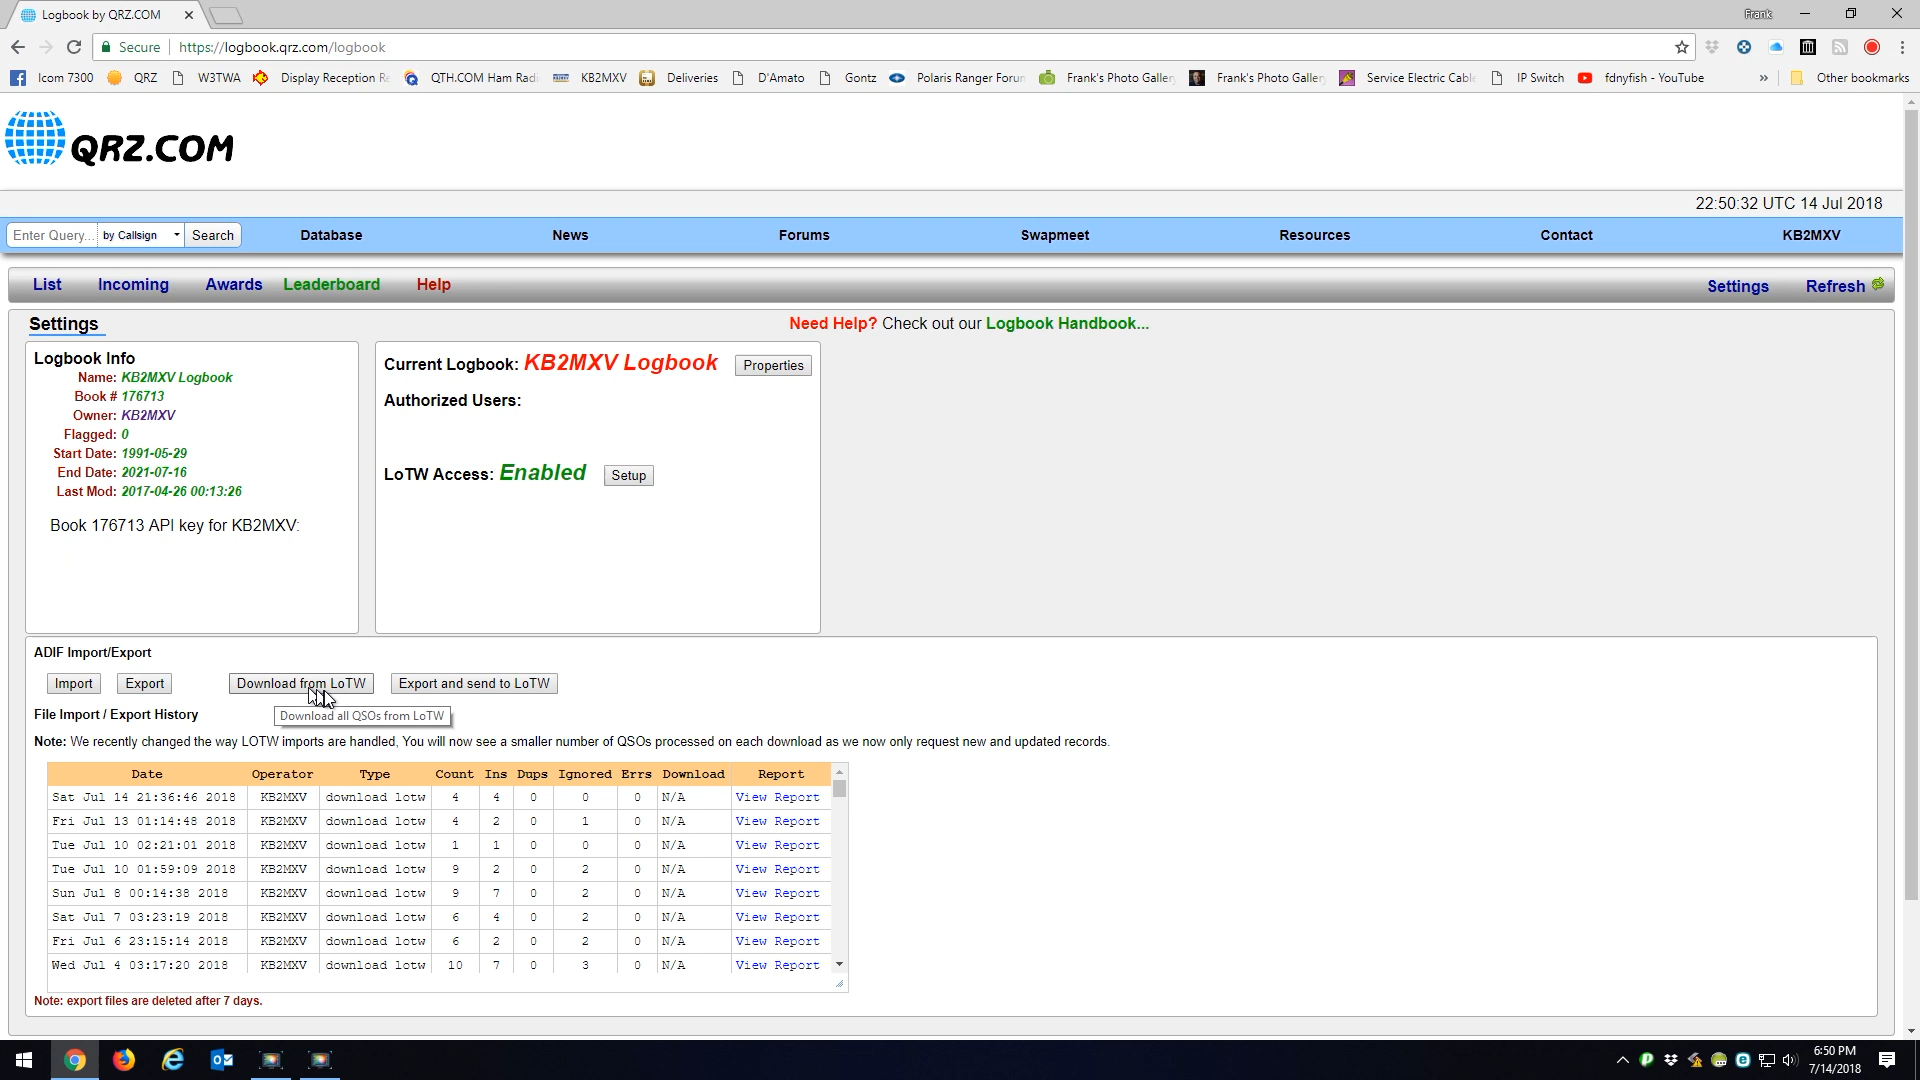 Logbook by QRZ.COM
Frank
Secure https://logbook.qrz.com/logbook
Icom 7300 QRZ W3TWA Display Reception Re QTH.COM Ham Radi KB2MXV Deliveries D'Amato Gontz Polaris Ranger Forun Frank's Photo Galler Frank's Photo Galler Service Electric Cable IP Switch fdnyfish - YouTube » Other bookmarks
QRZ.COM
22:50:32 UTC 14 Jul 2018
Enter Query... by Callsign Search Database News Forums Swapmeet Resources Contact KB2MXV
List Incoming Awards Leaderboard Help Settings Refresh
Settings
Need Help? Check out our Logbook Handbook...
Logbook Info
Name: KB2MXV Logbook
Book # 176713
Owner: KB2MXV
Flagged: 0
Start Date: 1991-05-29
End Date: 2021-07-16
Last Mod: 2017-04-26 00:13:26
Book 176713 API key for KB2MXV:
Current Logbook: KB2MXV Logbook Properties
Authorized Users:
LoTW Access: Enabled Setup
ADIF Import/Export
Import Export Download from LoTW Export and send to LoTW
File Import / Export History
Download all QSOs from LoTW
Note: We recently changed the way LOTW imports are handled, You will now see a smaller number of QSOs processed on each download as we now only request new and updated records.
Date Operator Type Count Ins Dups Ignored Errs Download Report
Sat Jul 14 21:36:46 2018 KB2MXV download lotw 4 4 0 0 0 N/A View Report
Fri Jul 13 01:14:48 2018 KB2MXV download lotw 4 2 0 1 0 N/A View Report
Tue Jul 10 02:21:01 2018 KB2MXV download lotw 1 1 0 0 0 N/A View Report
Tue Jul 10 01:59:09 2018 KB2MXV download lotw 9 2 0 2 0 N/A View Report
Sun Jul 8 00:14:38 2018 KB2MXV download lotw 9 7 0 2 0 N/A View Report
Sat Jul 7 03:23:19 2018 KB2MXV download lotw 6 4 0 2 0 N/A View Report
Fri Jul 6 23:15:14 2018 KB2MXV download lotw 6 2 0 2 0 N/A View Report
Wed Jul 4 03:17:20 2018 KB2MXV download lotw 10 7 0 3 0 N/A View Report
Note: export files are deleted after 7 days.
6:50 PM
7/14/2018